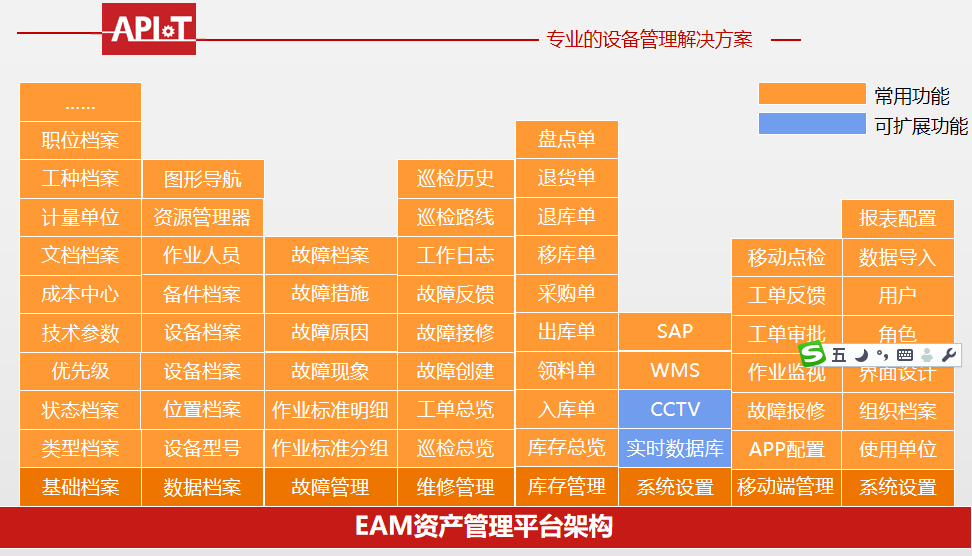 APIoT
专业的设备管理解决方案
常用功能
可扩展功能
......
职位档案
工种档案
计量单位
文档档案
成本中心
技术参数
优先级
状态档案
类型档案
基础档案
图形导航
资源管理器
作业人员
备件档案
设备档案
设备档案
位置档案
设备型号
数据档案
故障档案
故障措施
故障原因
故障现象
作业标准明细
作业标准分组
故障管理
巡检历史
巡检路线
工作日志
故障反馈
故障接修
故障创建
工单总览
巡检总览
维修管理
盘点单
退货单
退库单
移库单
采购单
出库单
领料单
入库单
库存总览
库存管理
SAP
WMS
CCTV
实时数据库
系统设置
移动点检
工单反馈
工单审批
作业监视
故障报修
APP配置
移动端管理
报表配置
数据导入
用户
角色
界面设计
组织档案
使用单位
系统设置
S五
EAM资产管理平台架构